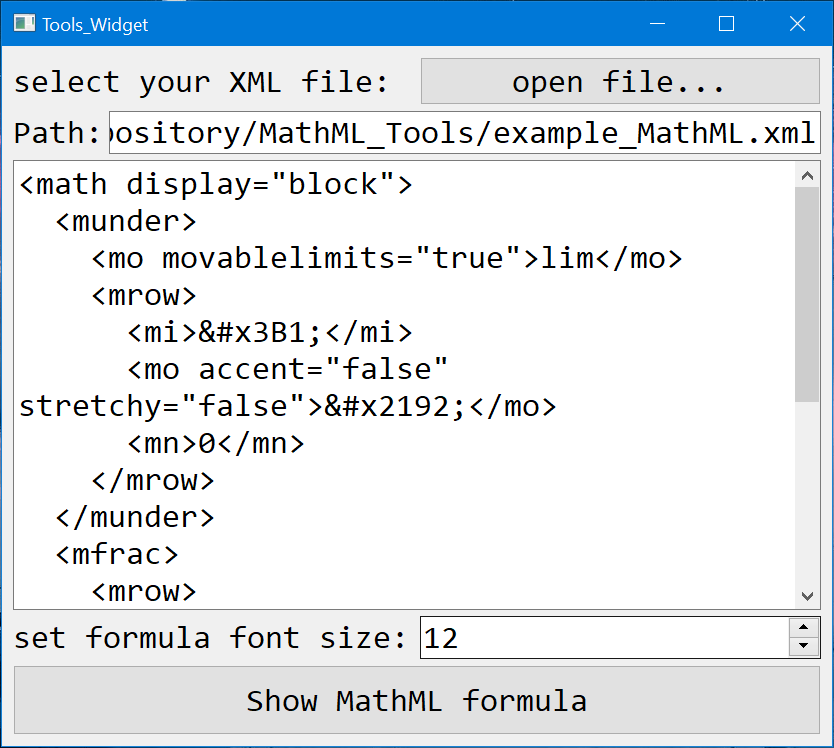 Tools_Widget
select your XML file: open file...
Path: ository/MathML_Tools/example_MathML.xml
<math display="block">
  <munder>
    <mo movablelimits="true">lim</mo>
    <mrow>
      <mi>&#x3B1;</mi>
      <mo accent="false"
stretchy="false">&#x2192;</mo>
      <mn>0</mn>
    </mrow>
  </munder>
  <mfrac>
    <mrow>
set formula font size: 12
Show MathML formula